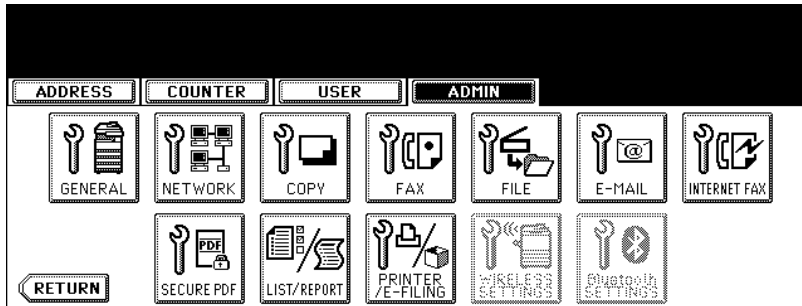 ADDRESS COUNTER USER ADMIN
GENERAL NETWORK COPY FAX FILE E-MAIL INTERNET FAX
@
PDF
SECURE PDF LIST/REPORT PRINTER /E-FILING WIRELESS SETTINGS Bluetooth SETTINGS
RETURN